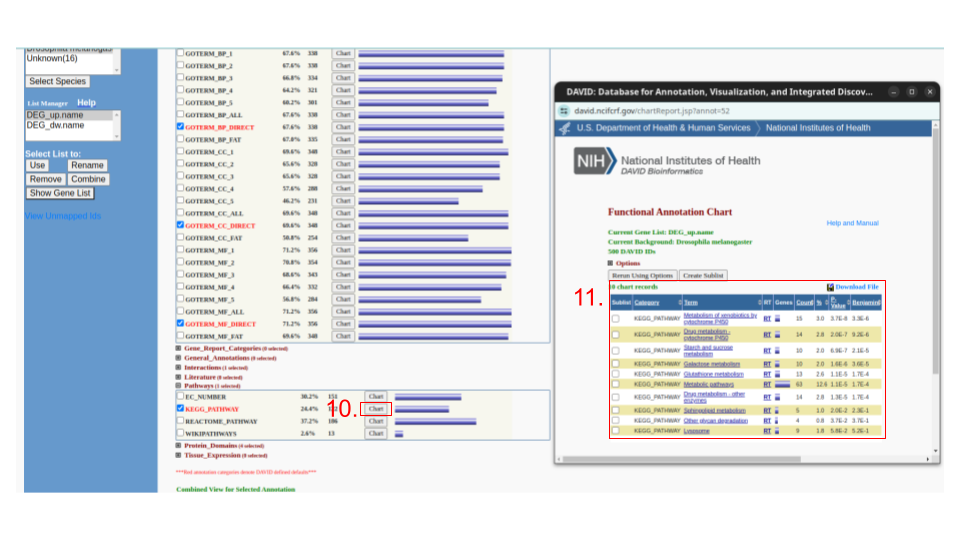 Unknown(16)
Select Species
List Manager Help
DEG_up.name
DEG_dw.name
Select List to:
Use Rename
Remove Combine
Show Gene List
View Unmapped Ids
GOTERM_BP_1 67.6% 338 Chart
GOTERM_BP_2 67.6% 338 Chart
GOTERM_BP_3 66.8% 334 Chart
GOTERM_BP_4 64.2% 321 Chart
GOTERM_BP_5 60.2% 301 Chart
GOTERM_BP_ALL 67.6% 338 Chart
GOTERM_BP_DIRECT 67.6% 338 Chart
GOTERM_BP_FAT 67.0% 335 Chart
GOTERM_CC_1 69.6% 348 Chart
GOTERM_CC_2 65.6% 328 Chart
GOTERM_CC_3 65.6% 328 Chart
GOTERM_CC_4 57.6% 288 Chart
GOTERM_CC_5 46.2% 231 Chart
GOTERM_CC_ALL 69.6% 348 Chart
GOTERM_CC_DIRECT 69.6% 348 Chart
GOTERM_CC_FAT 50.8% 254 Chart
GOTERM_MF_1 71.2% 356 Chart
GOTERM_MF_2 70.8% 354 Chart
GOTERM_MF_3 68.6% 343 Chart
GOTERM_MF_4 66.4% 332 Chart
GOTERM_MF_5 56.8% 284 Chart
GOTERM_MF_ALL 71.2% 356 Chart
GOTERM_MF_DIRECT 71.2% 356 Chart
GOTERM_MF_FAT 69.6% 348 Chart
Gene_Report_Categories (0 selected)
General_Annotations (0 selected)
Interactions (1 selected)
Literature (0 selected)
Pathways (1 selected)
EC_NUMBER 30.2% 151 Chart
KEGG_PATHWAY 24.4% Chart
10.
REACTOME_PATHWAY 37.2% 186 Chart
WIKIPATHWAYS 2.6% 13 Chart
Protein_Domains (4 selected)
Tissue_Expression (0 selected)
***Red annotation categories denote DAVID defined defaults***
Combined View for Selected Annotation
DAVID: Database for Annotation, Visualization, and Integrated Discov...
david.ncifcrf.gov/chartReport.jsp?annot=52
U.S. Department of Health & Human Services National Institutes of Health
NIH National Institutes of Health
DAVID Bioinformatics
Functional Annotation Chart
Help and Manual
Current Gene List: DEG_up.name
Current Background: Drosophila melanogaster
500 DAVID IDs
Options
Rerun Using Options Create Sublist
11.
10 chart records Download File
Sublist Category Term RT Genes Count % P-Value Benjamini
KEGG_PATHWAY Metabolism of xenobiotics by cytochrome P450 RT 15 3.0 3.7E-8 3.3E-6
KEGG_PATHWAY Drug metabolism - cytochrome P450 RT 14 2.8 2.0E-7 9.2E-6
KEGG_PATHWAY Starch and sucrose metabolism RT 10 2.0 6.9E-7 2.1E-5
KEGG_PATHWAY Galactose metabolism RT 10 2.0 1.6E-6 3.6E-5
KEGG_PATHWAY Glutathione metabolism RT 13 2.6 1.1E-5 1.7E-4
KEGG_PATHWAY Metabolic pathways RT 63 12.6 1.1E-5 1.7E-4
KEGG_PATHWAY Drug metabolism - other enzymes RT 14 2.8 1.3E-5 1.7E-4
KEGG_PATHWAY Sphingolipid metabolism RT 5 1.0 2.0E-2 2.3E-1
KEGG_PATHWAY Other glycan degradation RT 4 0.8 3.7E-2 3.7E-1
KEGG_PATHWAY Lysosome RT 9 1.8 5.8E-2 5.2E-1